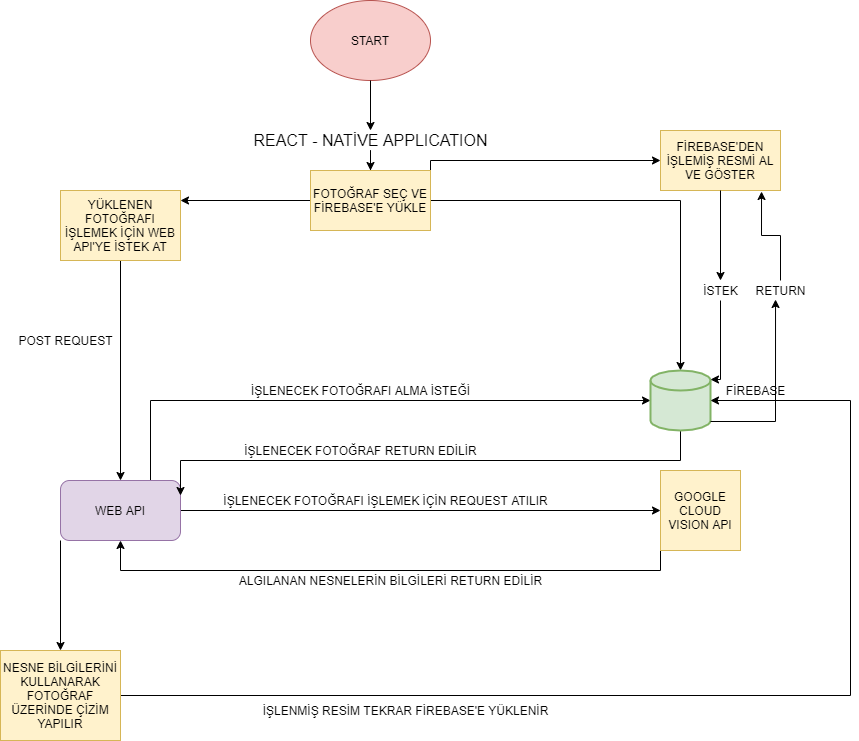 START
REACT - NATİVE APPLICATION
FİREBASE'DEN
İŞLEMİŞ RESMİ AL
VE GÖSTER
FOTOĞRAF SEÇ VE
FİREBASE'E YÜKLE
YÜKLENEN
FOTOĞRAFI
İŞLEMEK İÇİN WEB
API'YE İSTEK AT
İSTEK
RETURN
POST REQUEST
İŞLENECEK FOTOĞRAFI ALMA İSTEĞİ
FİREBASE
İŞLENECEK FOTOĞRAF RETURN EDİLİR
WEB API
İŞLENECEK FOTOĞRAFI İŞLEMEK İÇİN REQUEST ATILIR
GOOGLE
CLOUD
VISION API
ALGILANAN NESNELERİN BİLGİLERİ RETURN EDİLİR
NESNE BİLGİLERİNİ
KULLANARAK
FOTOĞRAF
ÜZERİNDE ÇİZİM
YAPILIR
İŞLENMİŞ RESİM TEKRAR FİREBASE'E YÜKLENİR